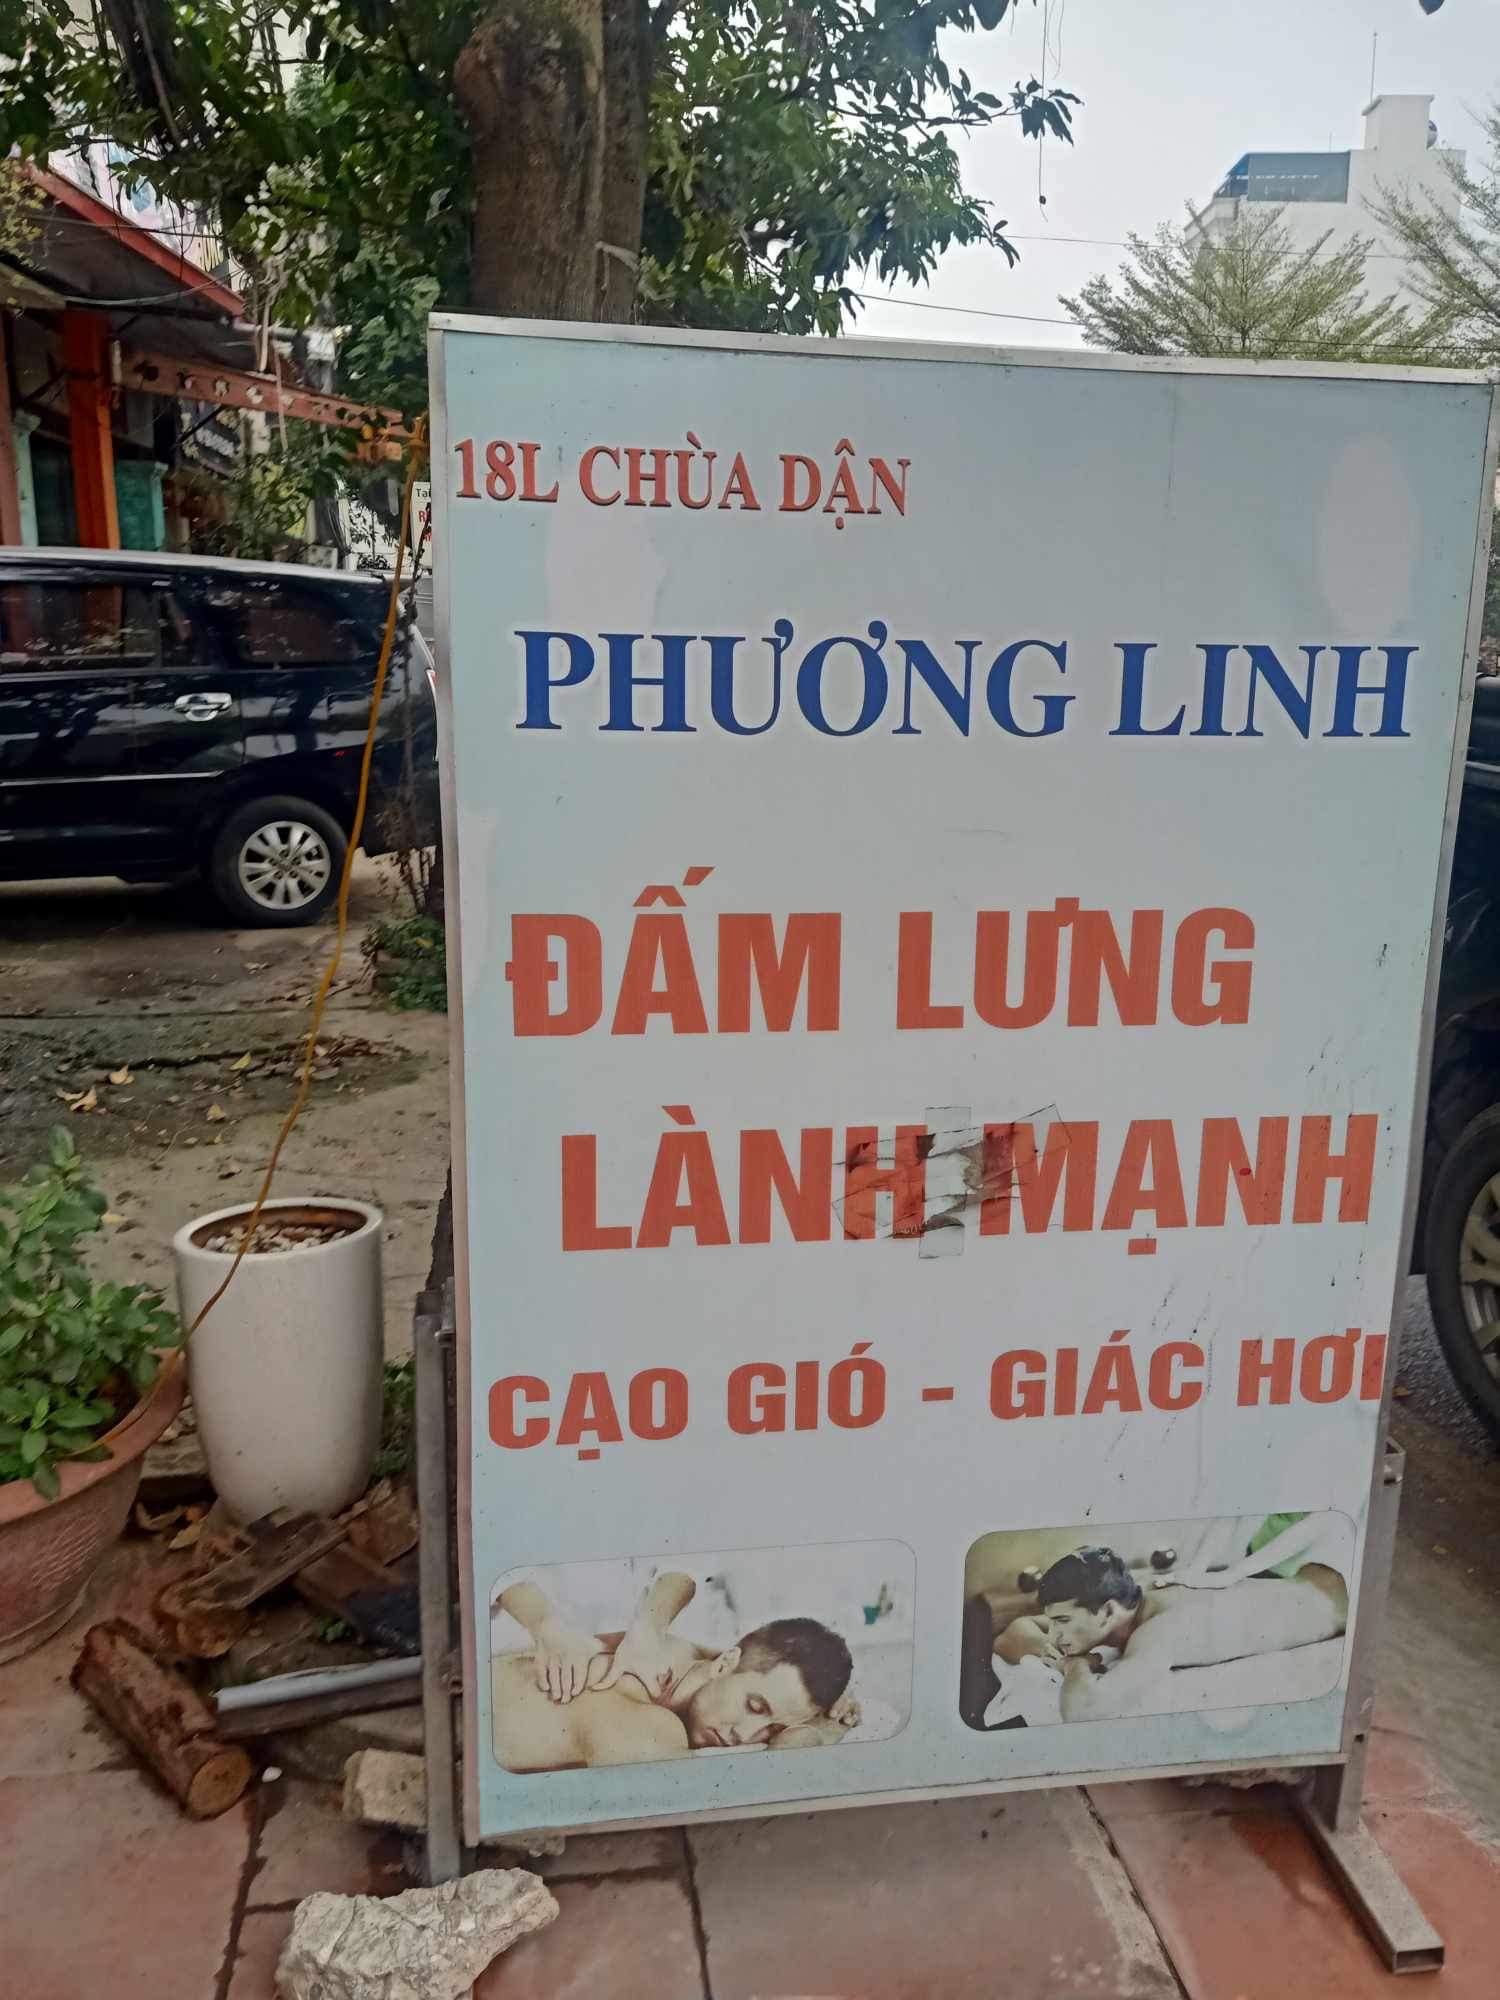 18L CHÙA DẬN
PHƯƠNG LINH
ĐẤM LƯNG
LÀNH MẠNH
CẠO GIÓ - GIÁC HƠI